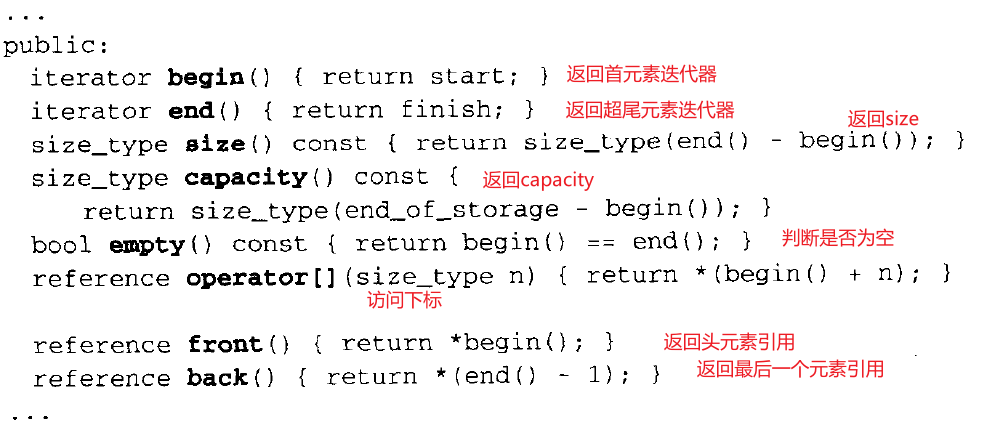 ...
public:
iterator begin() { return start; } 返回首元素迭代器
iterator end() { return finish; } 返回超尾元素迭代器
返回size
size_type size() const { return size_type(end() - begin()); }
size_type capacity() const { 返回capacity
return size_type(end_of_storage - begin()); }
bool empty() const { return begin() == end(); } 判断是否为空
reference operator[](size_type n) { return *(begin() + n); }
访问下标
reference front() { return *begin(); } 返回头元素引用
reference back() { return *(end() - 1); } 返回最后一个元素引用
...